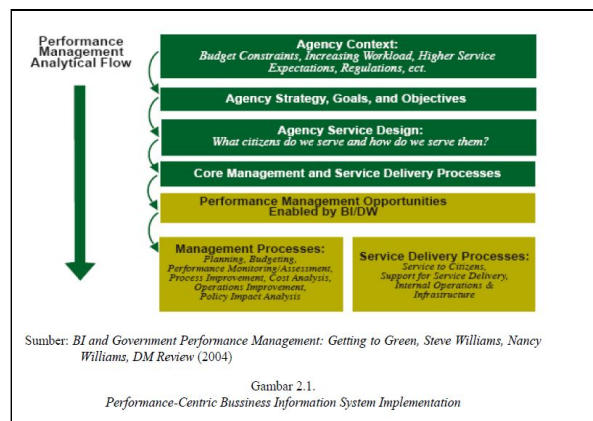 Performance
Management
Analytical Flow
Agency Context:
Budget Constraints, Increasing Workload, Higher Service
Expectations, Regulations, ect.
Agency Strategy, Goals, and Objectives
Agency Service Design:
What citizens do we serve and how do we serve them?
Core Management and Service Delivery Processes
Performance Management Opportunities
Enabled by BI/DW
Management Processes:
Planning, Budgeting,
Performance Monitoring/Assessment,
Process Improvement, Cost Analysis,
Operations Improvement,
Policy Impact Analysis
Service Delivery Processes:
Service to Citizens,
Support for Service Delivery,
Internal Operations &
Infrastructure
Sumber: BI and Government Performance Management: Getting to Green, Steve Williams, Nancy
Williams, DM Review (2004)
Gambar 2.1.
Performance-Centric Bussiness Information System Implementation